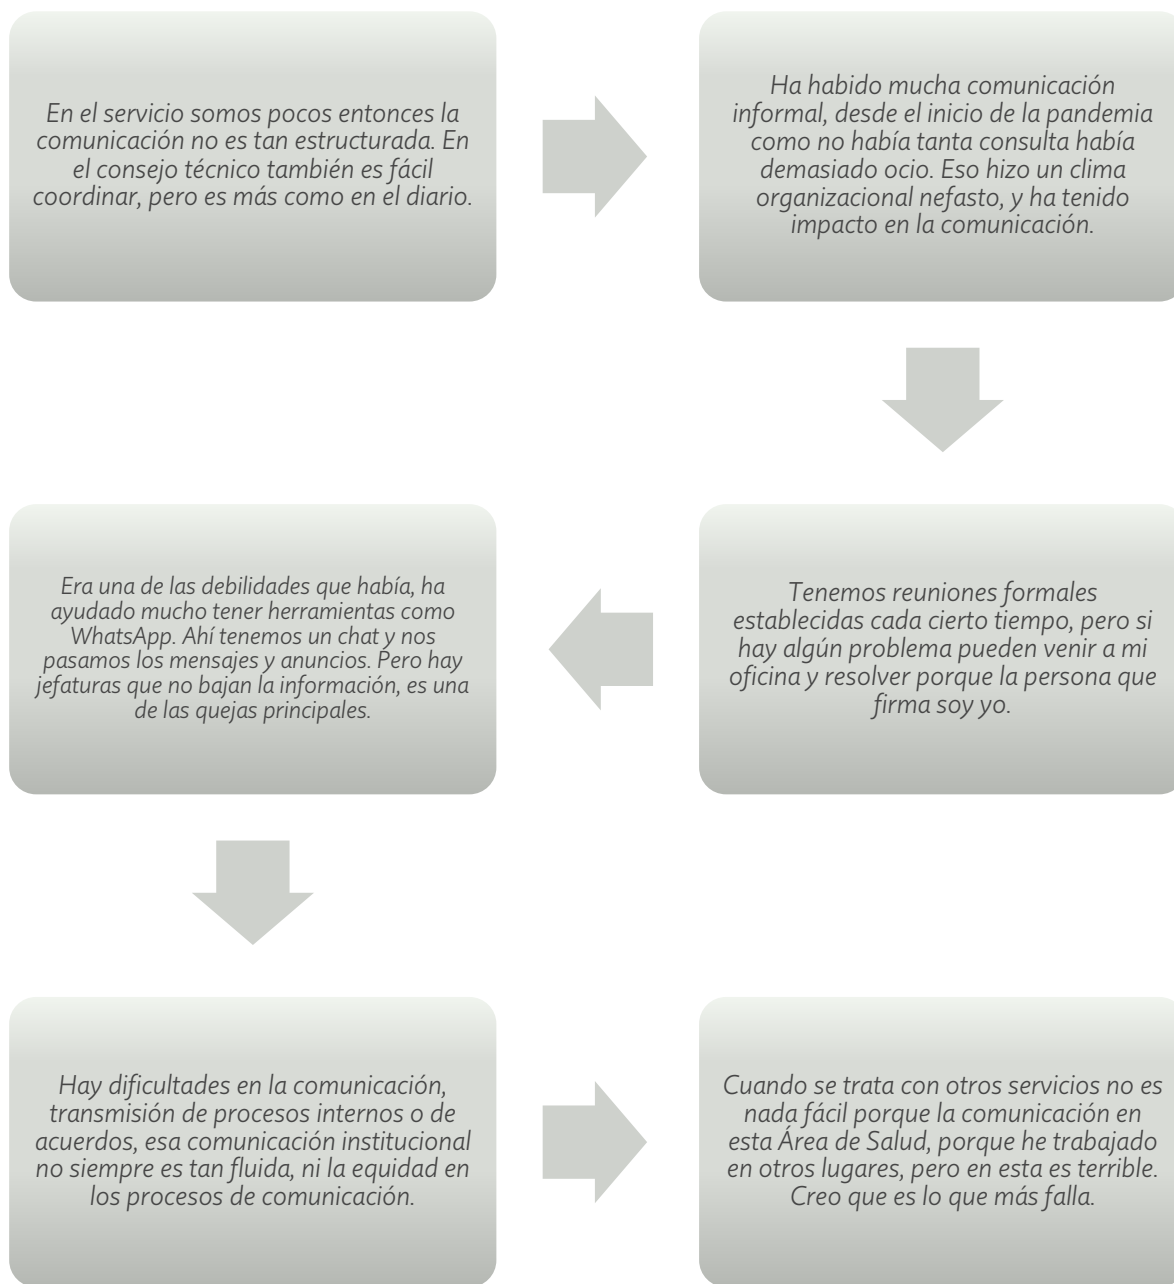 En el servicio somos pocos entonces la
comunicación no es tan estructurada. En
el consejo técnico también es fácil
coordinar, pero es más como en el diario.
Ha habido mucha comunicación
informal, desde el inicio de la pandemia
como no había tanta consulta había
demasiado ocio. Eso hizo un clima
organizacional nefasto, y ha tenido
impacto en la comunicación.
Tenemos reuniones formales
establecidas cada cierto tiempo, pero si
hay algún problema pueden venir a mi
oficina y resolver porque la persona que
firma soy yo.
Era una de las debilidades que había, ha
ayudado mucho tener herramientas como
WhatsApp. Ahí tenemos un chat y nos
pasamos los mensajes y anuncios. Pero hay
jefaturas que no bajan la información, es una
de las quejas principales.
Hay dificultades en la comunicación,
transmisión de procesos internos o de
acuerdos, esa comunicación institucional
no siempre es tan fluida, ni la equidad en
los procesos de comunicación.
Cuando se trata con otros servicios no es
nada fácil porque la comunicación en
esta Área de Salud, porque he trabajado
en otros lugares, pero en esta es terrible.
Creo que es lo que más falla.